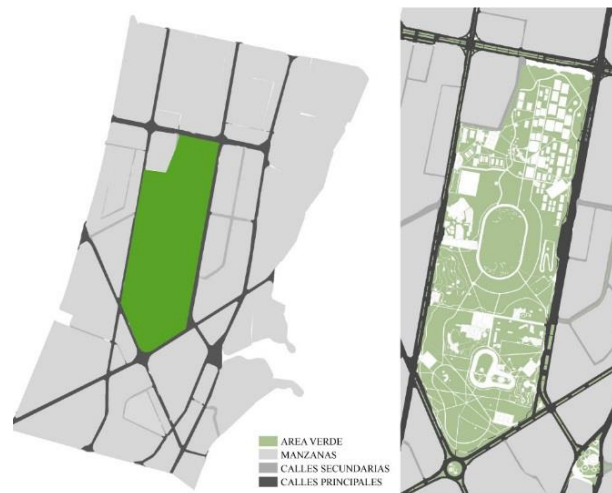 AREA VERDE
MANZANAS
CALLES SECUNDARIAS
CALLES PRINCIPALES